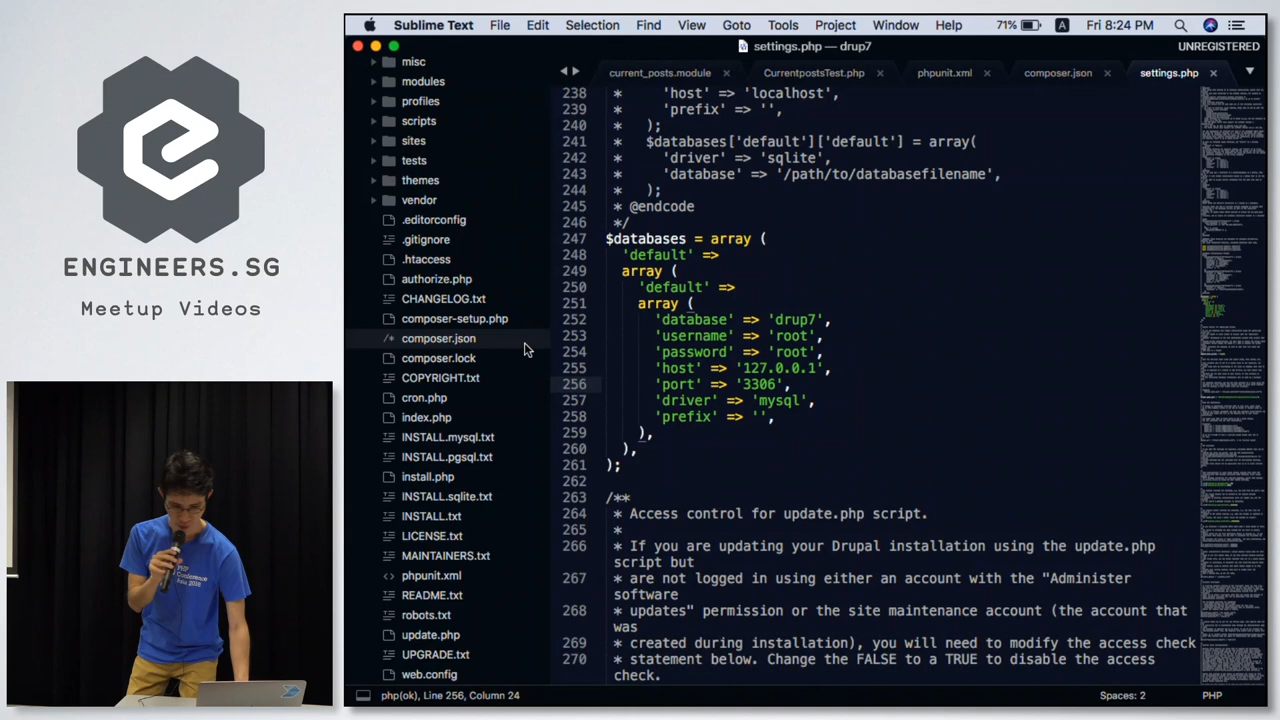 Sublime Text File Edit Selection Find View Goto Tools Project Window Help 71% A Fri 8:24 PM
settings.php — drup7 UNREGISTERED
current_posts.module × CurrentpostsTest.php × phpunit.xml × composer.json × settings.php ×
ENGINEERS.SG
Meetup Videos
PHP
Conference
Asia 2018
misc
modules
profiles
scripts
sites
tests
themes
vendor
.editorconfig
.gitignore
.htaccess
authorize.php
CHANGELOG.txt
composer-setup.php
composer.json
composer.lock
COPYRIGHT.txt
cron.php
index.php
INSTALL.mysql.txt
INSTALL.pgsql.txt
install.php
INSTALL.sqlite.txt
INSTALL.txt
LICENSE.txt
MAINTAINERS.txt
phpunit.xml
README.txt
robots.txt
update.php
UPGRADE.txt
web.config
238 * 'host' => 'localhost',
239 * 'prefix' => '',
240 * );
241 * $databases['default']['default'] = array(
242 * 'driver' => 'sqlite',
243 * 'database' => '/path/to/databasefilename',
244 * );
245 * @endcode
246 */
247 $databases = array (
248 'default' =>
249 array (
250 'default' =>
251 array (
252 'database' => 'drup7',
253 'username' => 'root',
254 'password' => 'root',
255 'host' => '127.0.0.1',
256 'port' => '3306',
257 'driver' => 'mysql',
258 'prefix' => '',
259 ),
260 ),
261 );
262
263 /**
264 * Access control for update.php script.
265 *
266 * If you are updating your Drupal installation using the update.php
script but
267 * are not logged in using either an account with the "Administer
software
268 * updates" permission or the site maintenance account (the account that
was
269 * created during installation), you will need to modify the access check
270 * statement below. Change the FALSE to a TRUE to disable the access
check.
php(ok), Line 256, Column 24 Spaces: 2 PHP